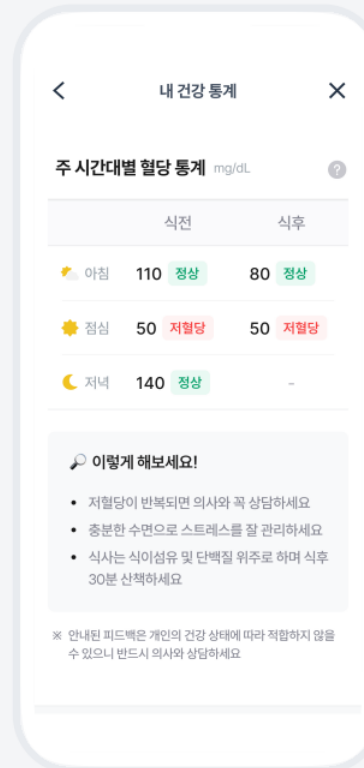 내 건강 통계
주 시간대별 혈당 통계 mg/dL ?
식전 식후
아침 110 정상 80 정상
점심 50 저혈당 50 저혈당
저녁 140 정상 -
이렇게 해보세요!
• 저혈당이 반복되면 의사와 꼭 상담하세요
• 충분한 수면으로 스트레스를 잘 관리하세요
• 식사는 식이섬유 및 단백질 위주로 하며 식후
30분 산책하세요
※ 안내된 피드백은 개인의 건강 상태에 따라 적합하지 않을
수 있으니 반드시 의사와 상담하세요